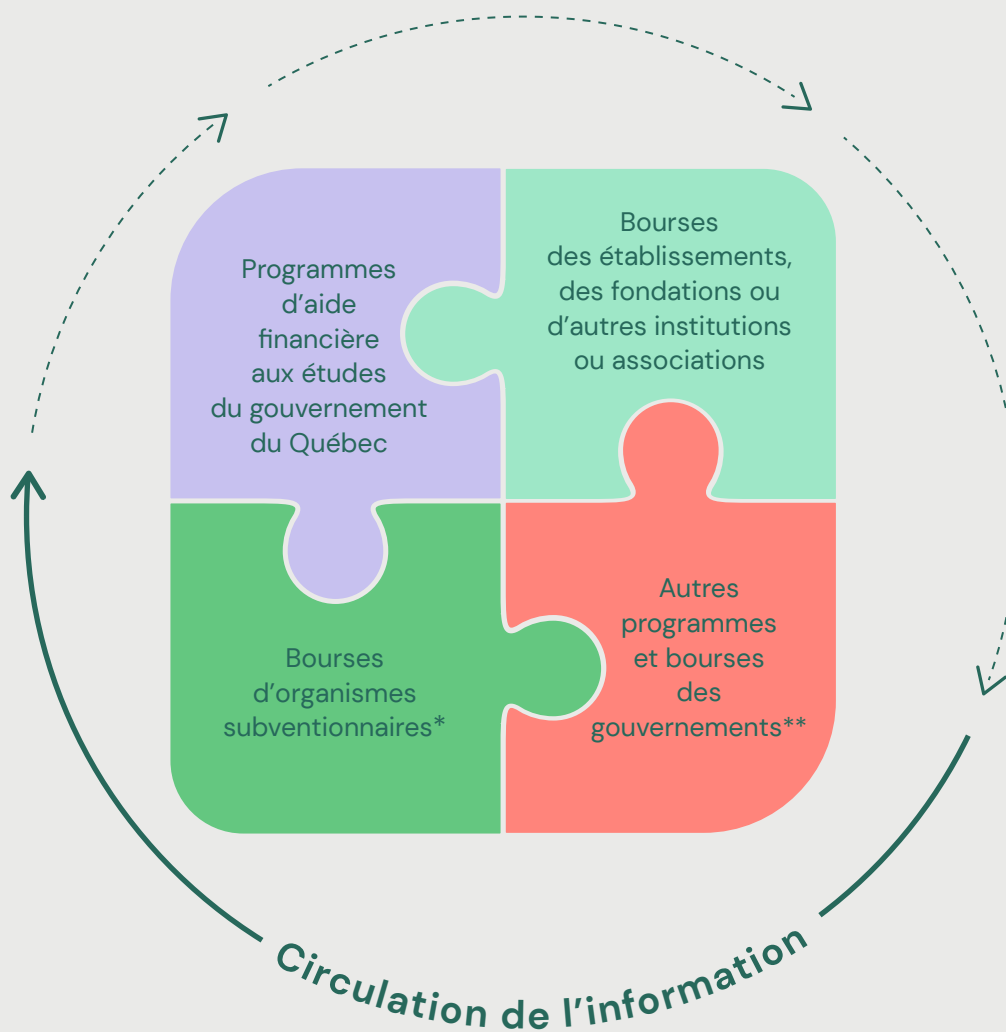 Programmes
d’aide
financière
aux études
du gouvernement
du Québec
Bourses
des établissements,
des fondations ou
d’autres institutions
ou associations
Bourses
d’organismes
subventionnaires*
Autres
programmes
et bourses
des
gouvernements**
Circulation de l’information